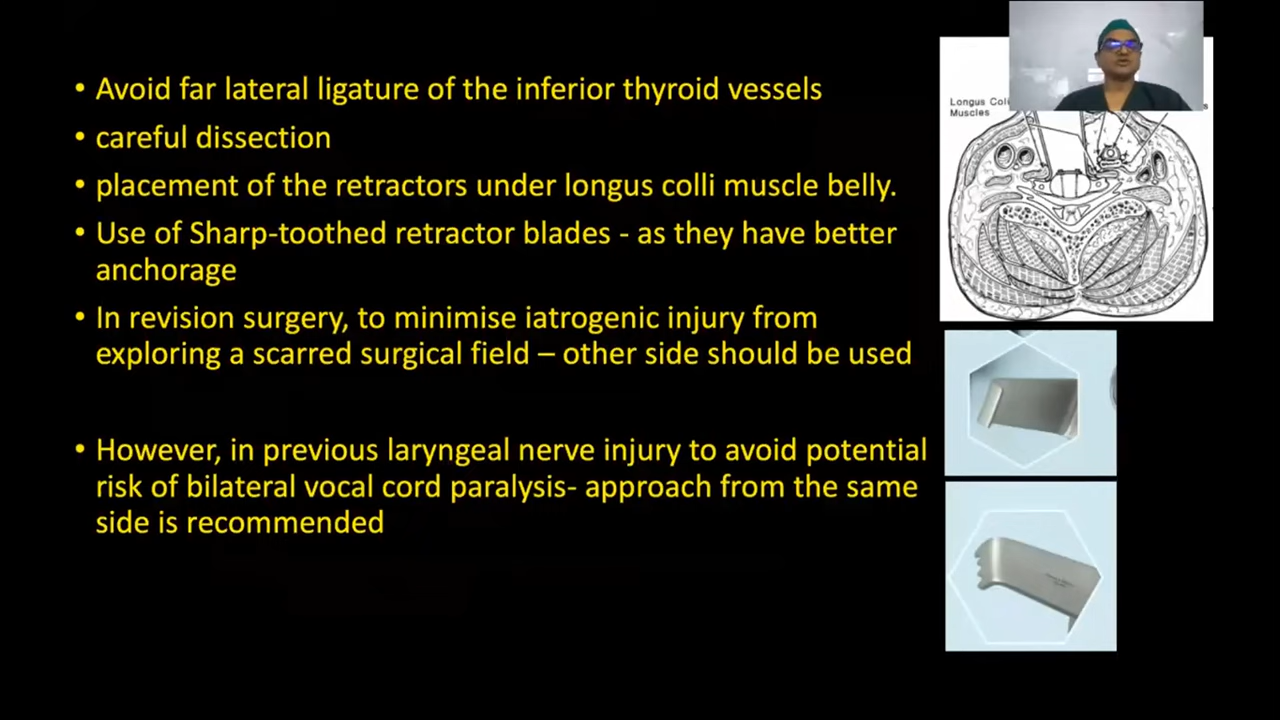 • Avoid far lateral ligature of the inferior thyroid vessels
• careful dissection
• placement of the retractors under longus colli muscle belly.
• Use of Sharp-toothed retractor blades - as they have better
anchorage
• In revision surgery, to minimise iatrogenic injury from
exploring a scarred surgical field – other side should be used
• However, in previous laryngeal nerve injury to avoid potential
risk of bilateral vocal cord paralysis- approach from the same
side is recommended
Longus
Muscles